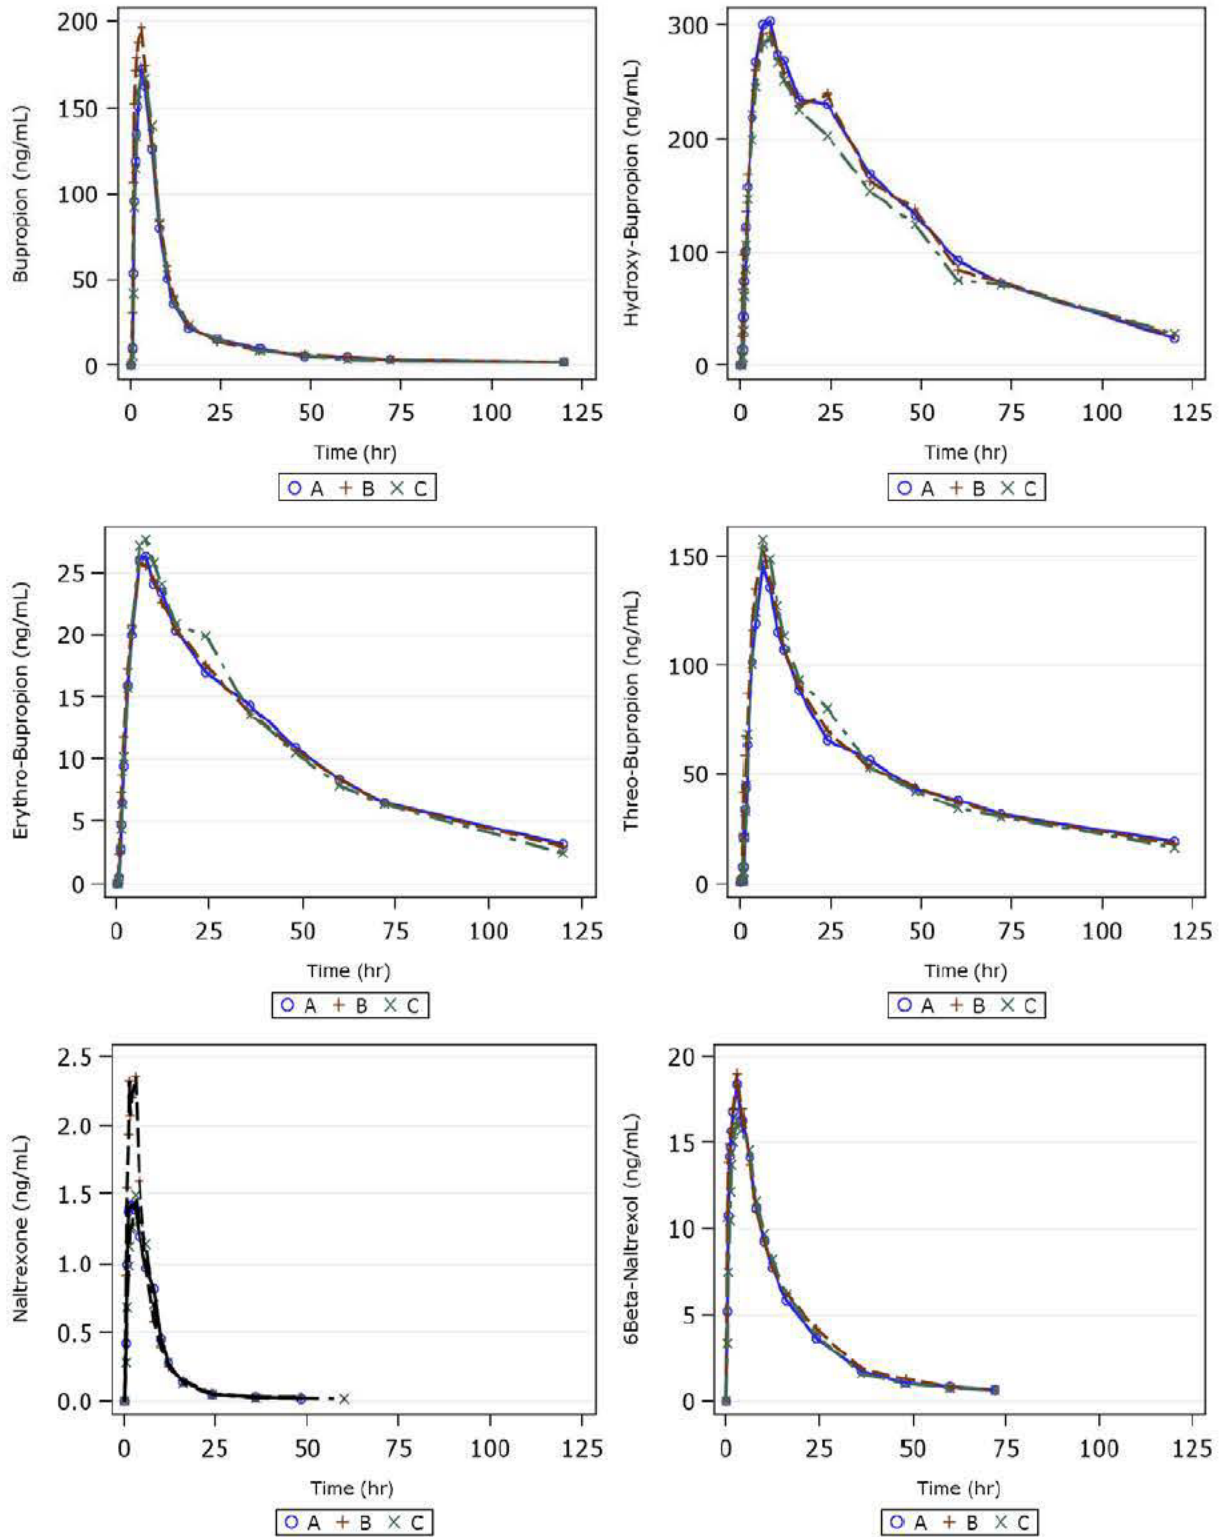 200
150
100
50
0
Bupropion (ng/mL)
0 25 50 75 100 125
Time (hr)
A B C
300
200
100
0
Hydroxy-Bupropion (ng/mL)
0 25 50 75 100 125
Time (hr)
A B C
25
20
15
10
5
0
Erythro-Bupropion (ng/mL)
0 25 50 75 100 125
Time (hr)
A B C
150
100
50
0
Threo-Bupropion (ng/mL)
0 25 50 75 100 125
Time (hr)
A B C
2.5
2.0
1.5
1.0
0.5
0.0
Naltrexone (ng/mL)
0 25 50 75 100 125
Time (hr)
A B C
20
15
10
5
0
6Beta-Naltrexol (ng/mL)
0 25 50 75 100 125
Time (hr)
A B C